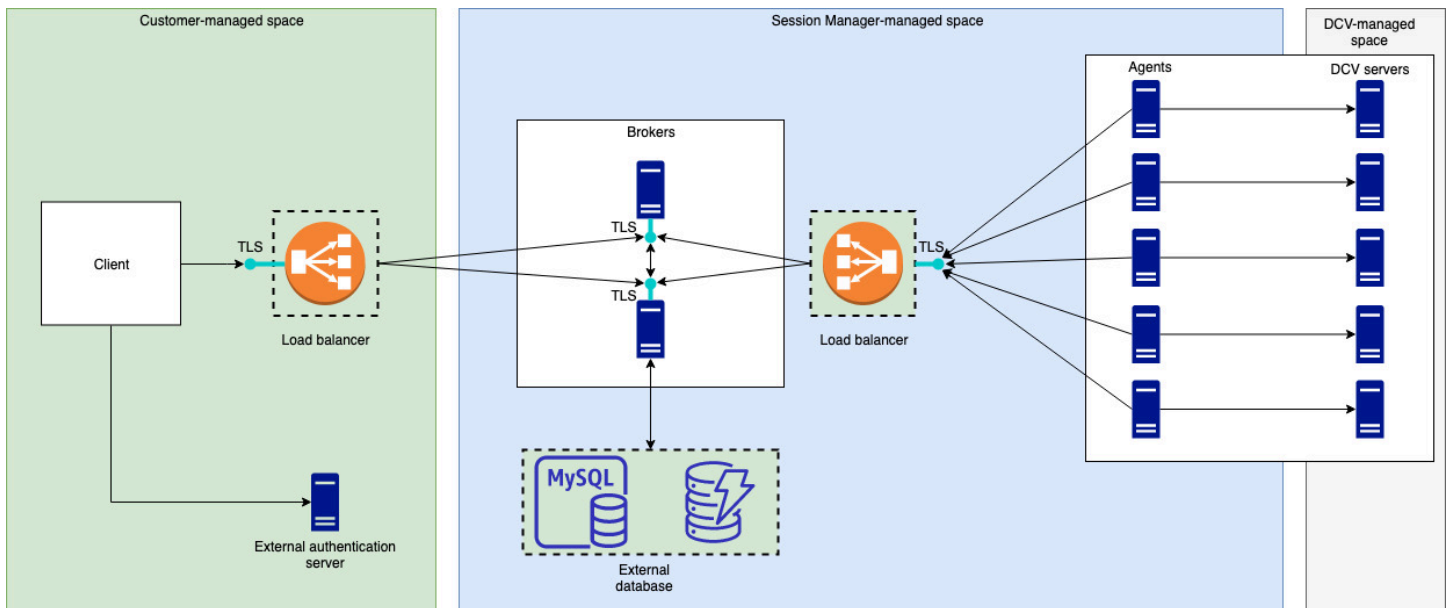 Customer-managed space
Session Manager-managed space
DCV-managed
space
Agents
DCV servers
Brokers
TLS
TLS
TLS
Client
TLS
Load balancer
Load balancer
MySQL
External authentication
server
External
database